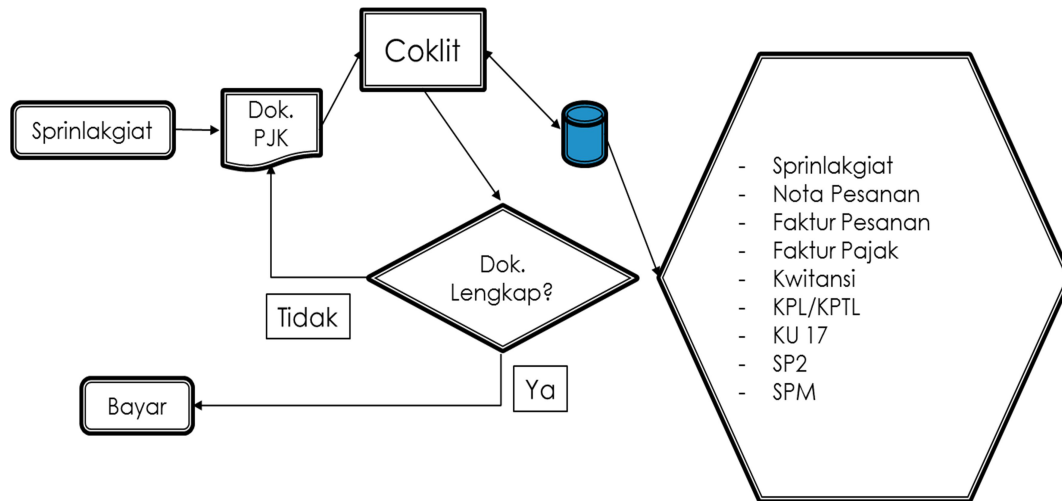 Sprinlakgiat
Dok.
PJK
Coklit
Dok.
Lengkap?
Tidak
Ya
Bayar
- Sprinlakgiat
- Nota Pesanan
- Faktur Pesanan
- Faktur Pajak
- Kwitansi
- KPL/KPTL
- KU 17
- SP2
- SPM